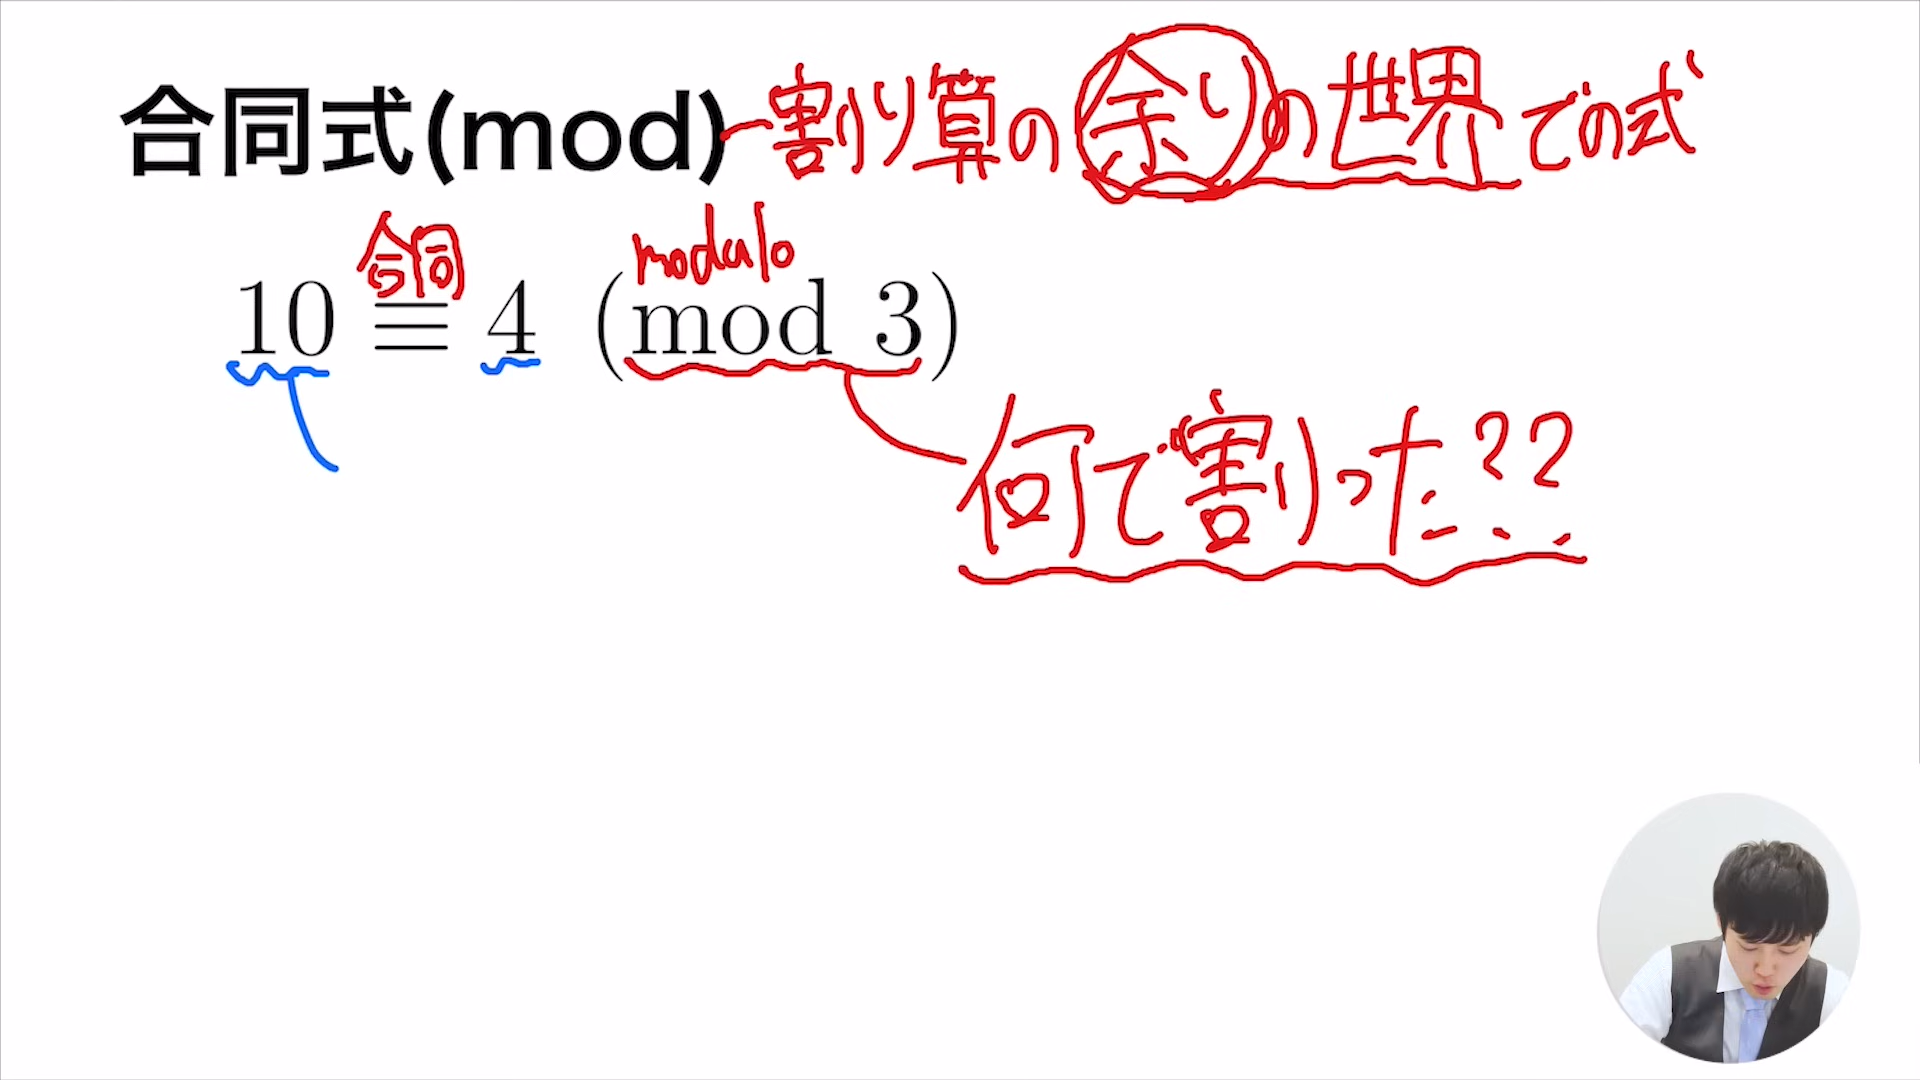 合同式(mod) 割り算の余りの世界での式
合同 modulo
10 ≡ 4 (mod 3)
何で割った??